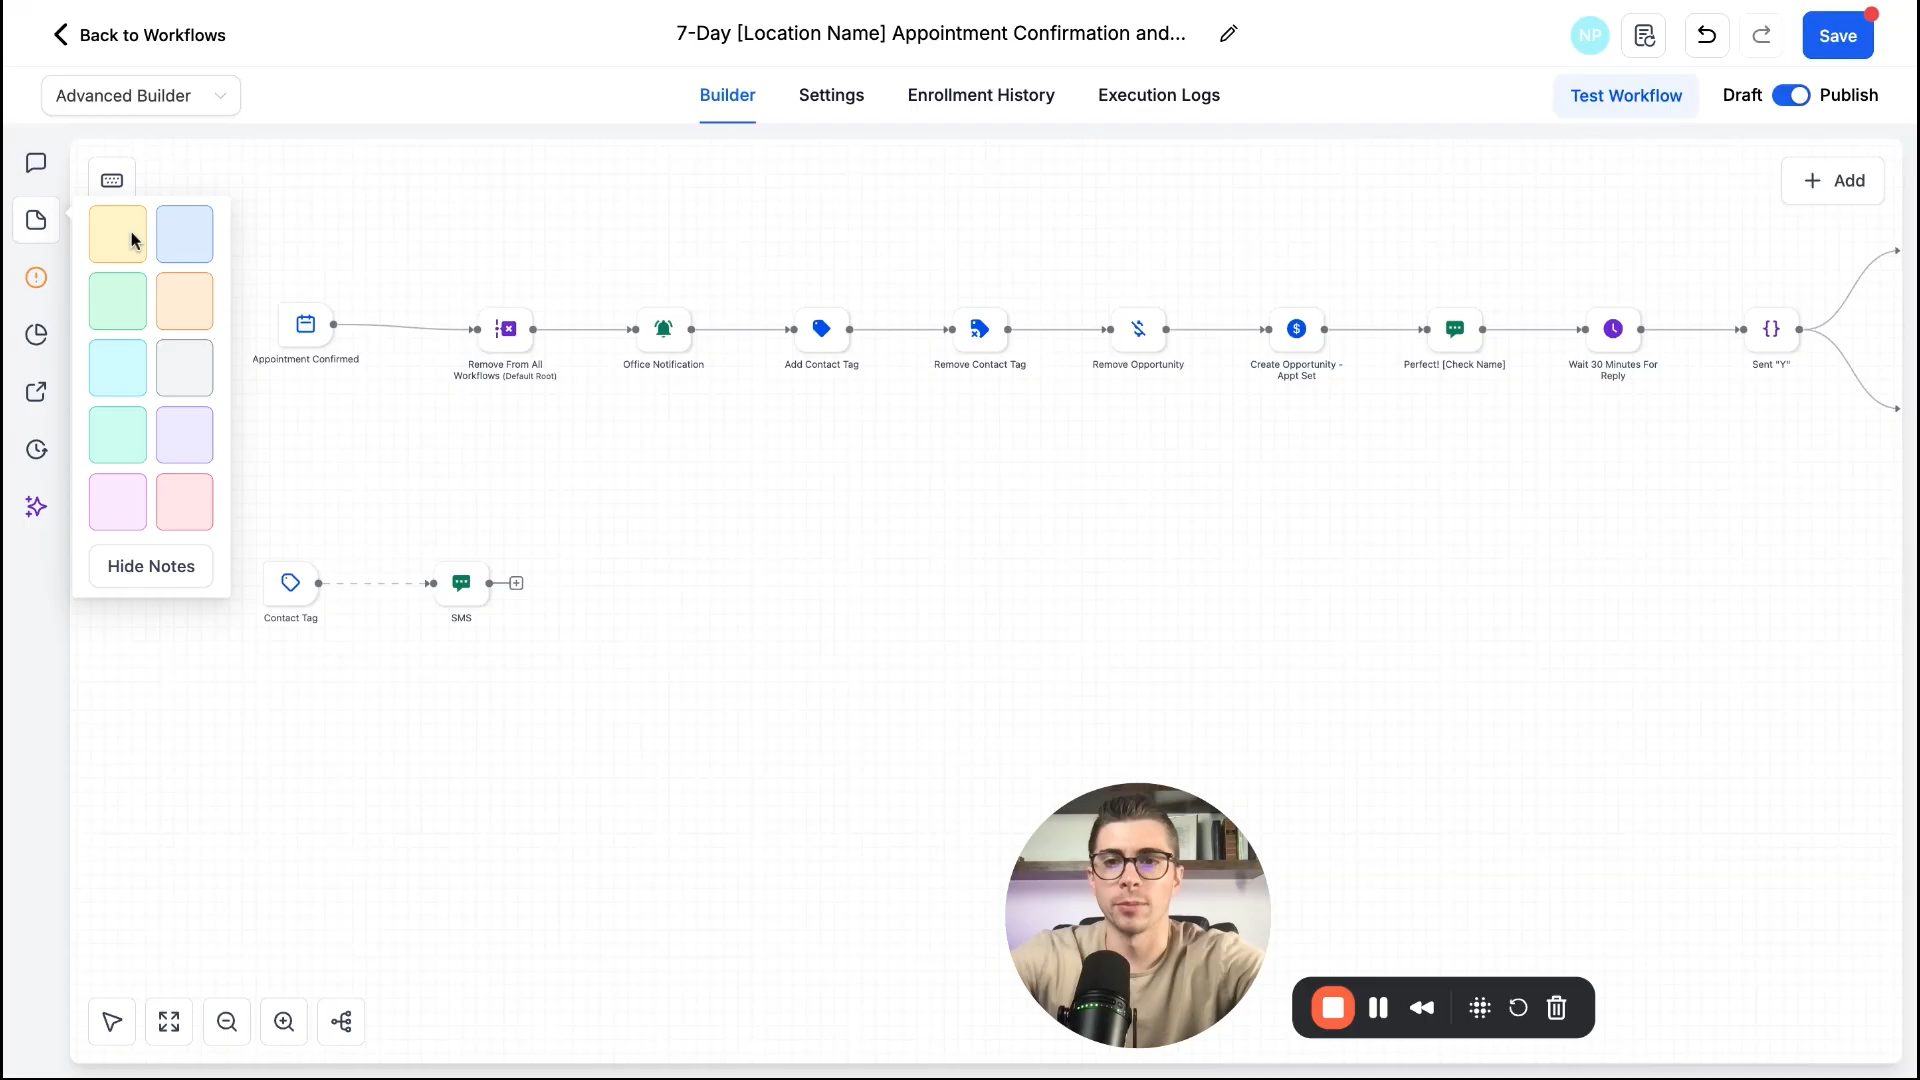 Back to Workflows
7-Day [Location Name] Appointment Confirmation and...
NP
Save
Advanced Builder
Builder
Settings
Enrollment History
Execution Logs
Test Workflow
Draft
Publish
Add
Appointment Confirmed
Remove From All
Workflows (Default Root)
Office Notification
Add Contact Tag
Remove Contact Tag
Remove Opportunity
Create Opportunity -
Appt Set
Perfect! [Check Name]
Wait 30 Minutes For
Reply
Sent "Y"
Hide Notes
Contact Tag
SMS